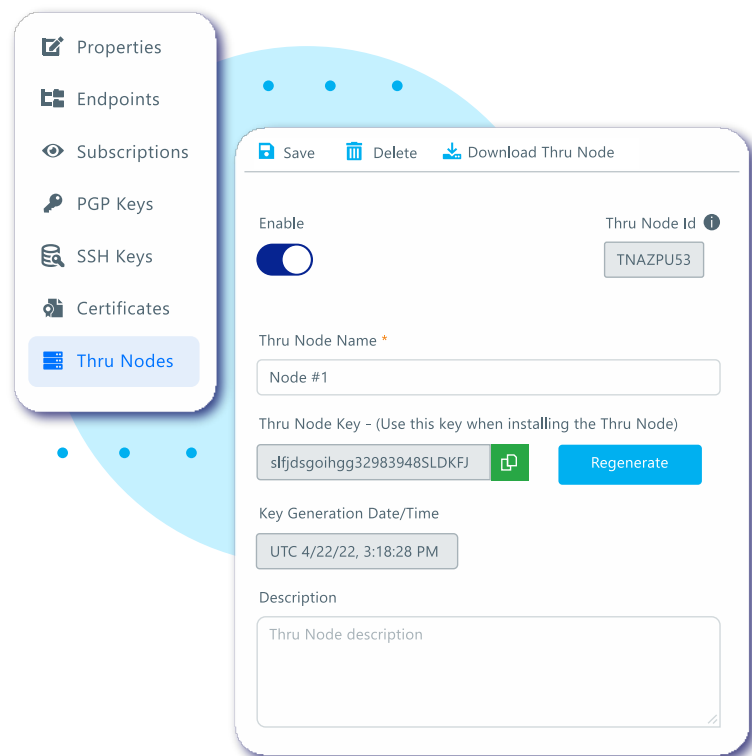 Properties
Endpoints
Subscriptions
PGP Keys
SSH Keys
Certificates
Thru Nodes
Save Delete Download Thru Node
Enable Thru Node Id
TNAZPU53
Thru Node Name *
Node #1
Thru Node Key - (Use this key when installing the Thru Node)
slfjdsgoihgg32983948SLDKFJ Regenerate
Key Generation Date/Time
UTC 4/22/22, 3:18:28 PM
Description
Thru Node description